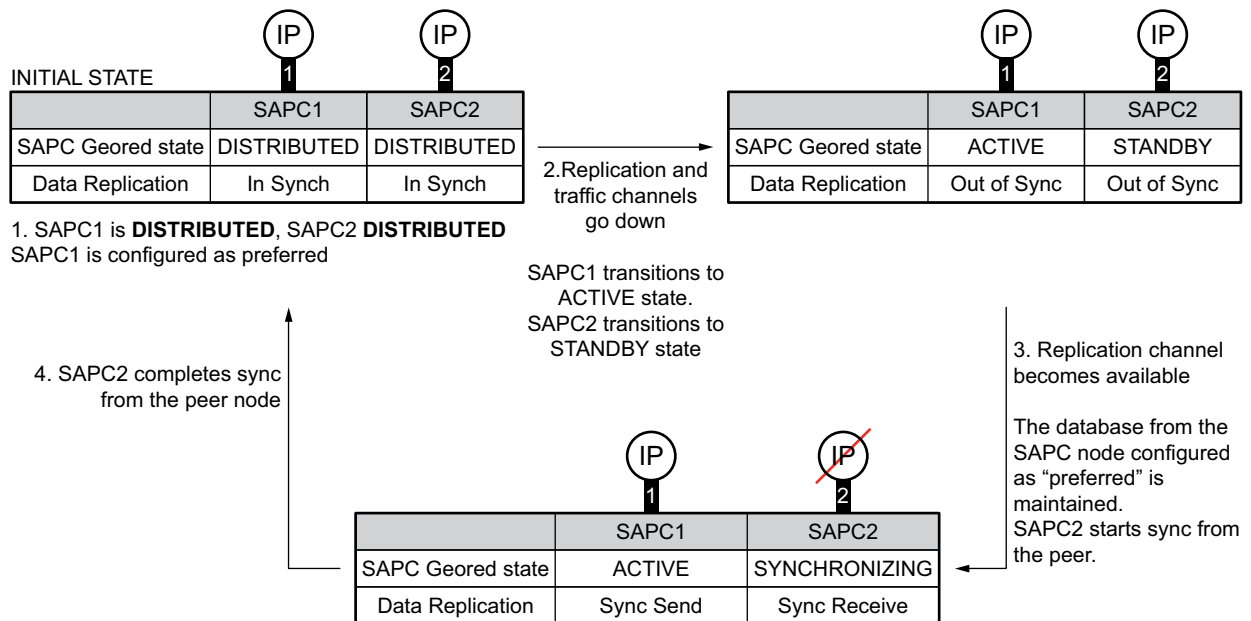 IP
IP
1
2
INITIAL STATE
SAPC1 SAPC2
SAPC Geored state DISTRIBUTED DISTRIBUTED
Data Replication In Synch In Synch
1. SAPC1 is DISTRIBUTED, SAPC2 DISTRIBUTED
SAPC1 is configured as preferred
2.Replication and
traffic channels
go down
SAPC1 transitions to
ACTIVE state.
SAPC2 transitions to
STANDBY state
IP
IP
1
2
SAPC1 SAPC2
SAPC Geored state ACTIVE STANDBY
Data Replication Out of Sync Out of Sync
3. Replication channel
becomes available
The database from the
SAPC node configured
as “preferred” is
maintained.
SAPC2 starts sync from
the peer.
IP
IP
1
2
SAPC1 SAPC2
SAPC Geored state ACTIVE SYNCHRONIZING
Data Replication Sync Send Sync Receive
4. SAPC2 completes sync
from the peer node